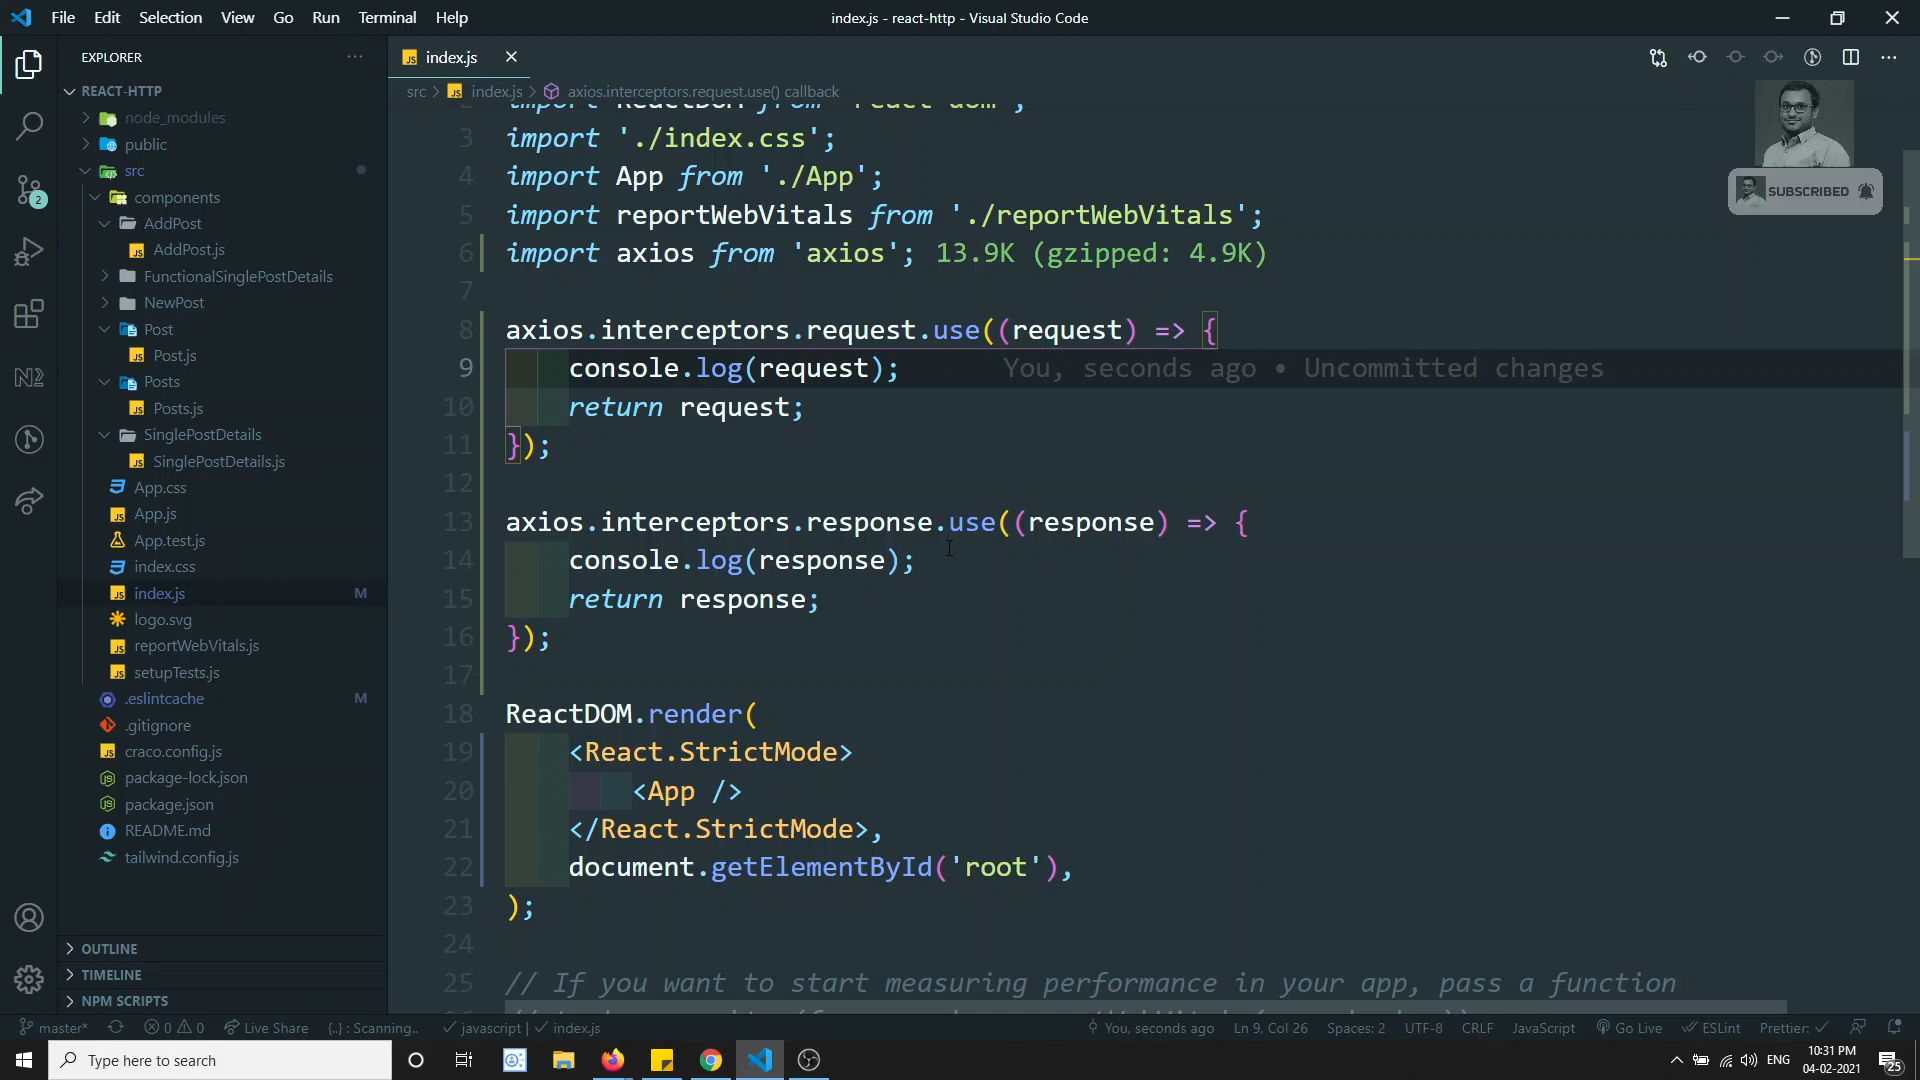 File Edit Selection View Go Run Terminal Help
index.js - react-http - Visual Studio Code
EXPLORER
REACT-HTTP
node_modules
public
src
components
AddPost
AddPost.js
FunctionalSinglePostDetails
NewPost
Post
Post.js
Posts
Posts.js
SinglePostDetails
SinglePostDetails.js
App.css
App.js
App.test.js
index.css
index.js M
logo.svg
reportWebVitals.js
setupTests.js
.eslintcache M
.gitignore
craco.config.js
package-lock.json
package.json
README.md
tailwind.config.js
OUTLINE
TIMELINE
NPM SCRIPTS
2
index.js
src > index.js > axios.interceptors.request.use() callback
3 import './index.css';
4 import App from './App';
5 import reportWebVitals from './reportWebVitals';
6 import axios from 'axios'; 13.9K (gzipped: 4.9K)
7
8 axios.interceptors.request.use((request) => {
9 console.log(request); You, seconds ago • Uncommitted changes
10 return request;
11 });
12
13 axios.interceptors.response.use((response) => {
14 console.log(response);
15 return response;
16 });
17
18 ReactDOM.render(
19 <React.StrictMode>
20 <App />
21 </React.StrictMode>,
22 document.getElementById('root'),
23 );
24
25 // If you want to start measuring performance in your app, pass a function
SUBSCRIBED
master* 0 0 Live Share {..} : Scanning.. javascript | index.js
You, seconds ago Ln 9, Col 26 Spaces: 2 UTF-8 CRLF JavaScript Go Live ESLint Prettier:
Type here to search
ENG
10:31 PM
04-02-2021
25